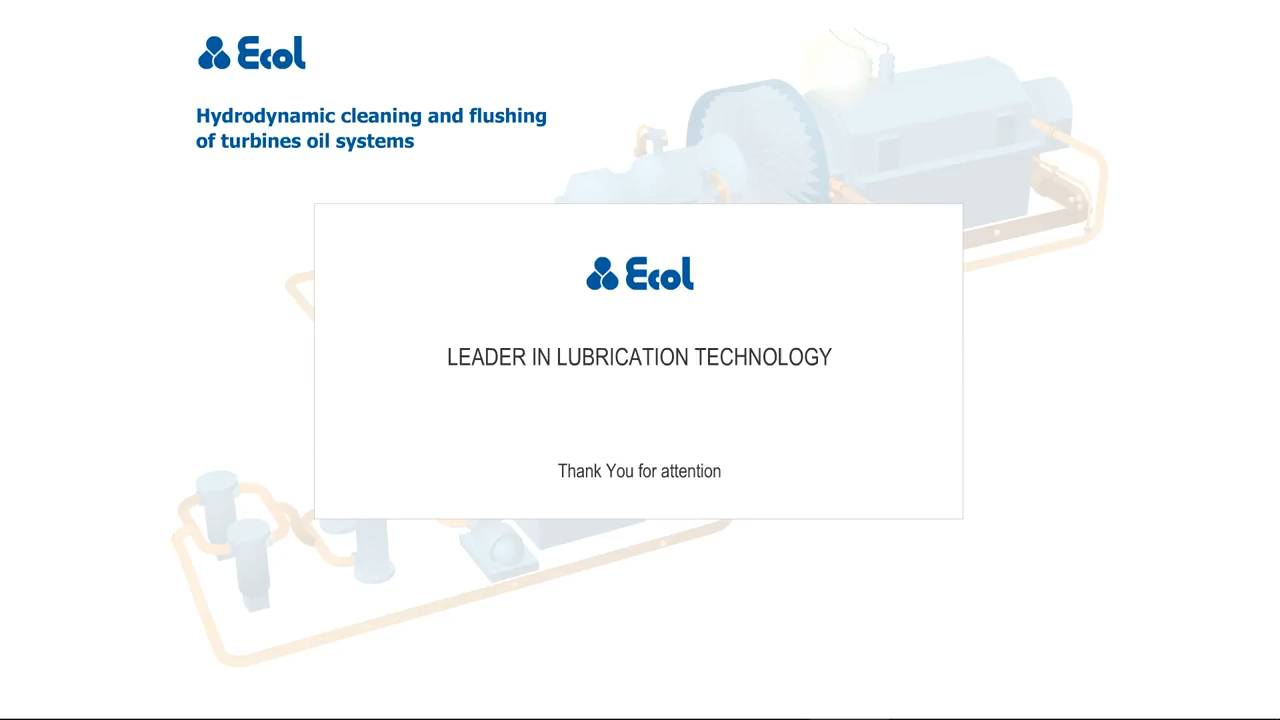 Ecol
Hydrodynamic cleaning and flushing
of turbines oil systems
Ecol
LEADER IN LUBRICATION TECHNOLOGY
Thank You for attention